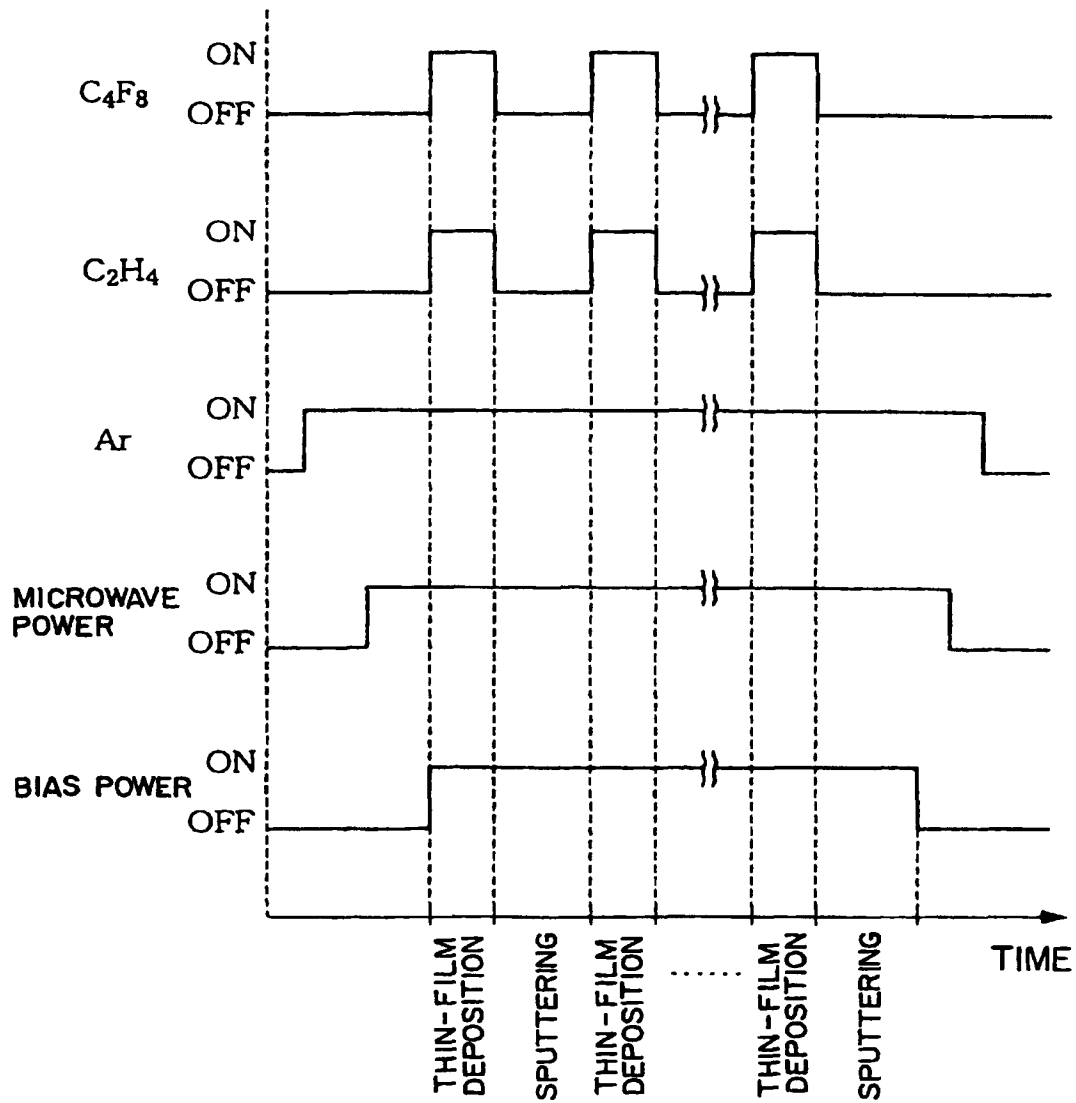 ON
C₄F₈
OFF
ON
C₂H₄
OFF
ON
Ar
OFF
ON
MICROWAVE
POWER
OFF
ON
BIAS POWER
OFF
TIME
THIN-FILM
DEPOSITION
SPUTTERING
THIN-FILM
DEPOSITION
........
THIN-FILM
DEPOSITION
SPUTTERING